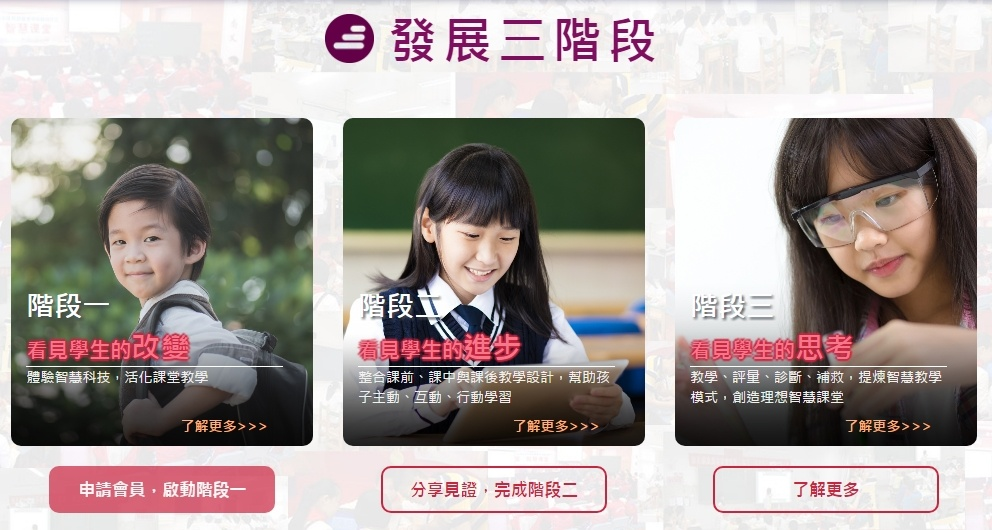 發展三階段
階段一
看見學生的改變
體驗智慧科技，活化課堂教學
了解更多>>>
申請會員，啟動階段一
階段二
看見學生的進步
整合課前、課中與課後教學設計，幫助孩
子主動、互動、行動學習
了解更多>>>
分享見證，完成階段二
階段三
看見學生的思考
教學、評量、診斷、補救，提煉智慧教學
模式，創造理想智慧課堂
了解更多>>>
了解更多